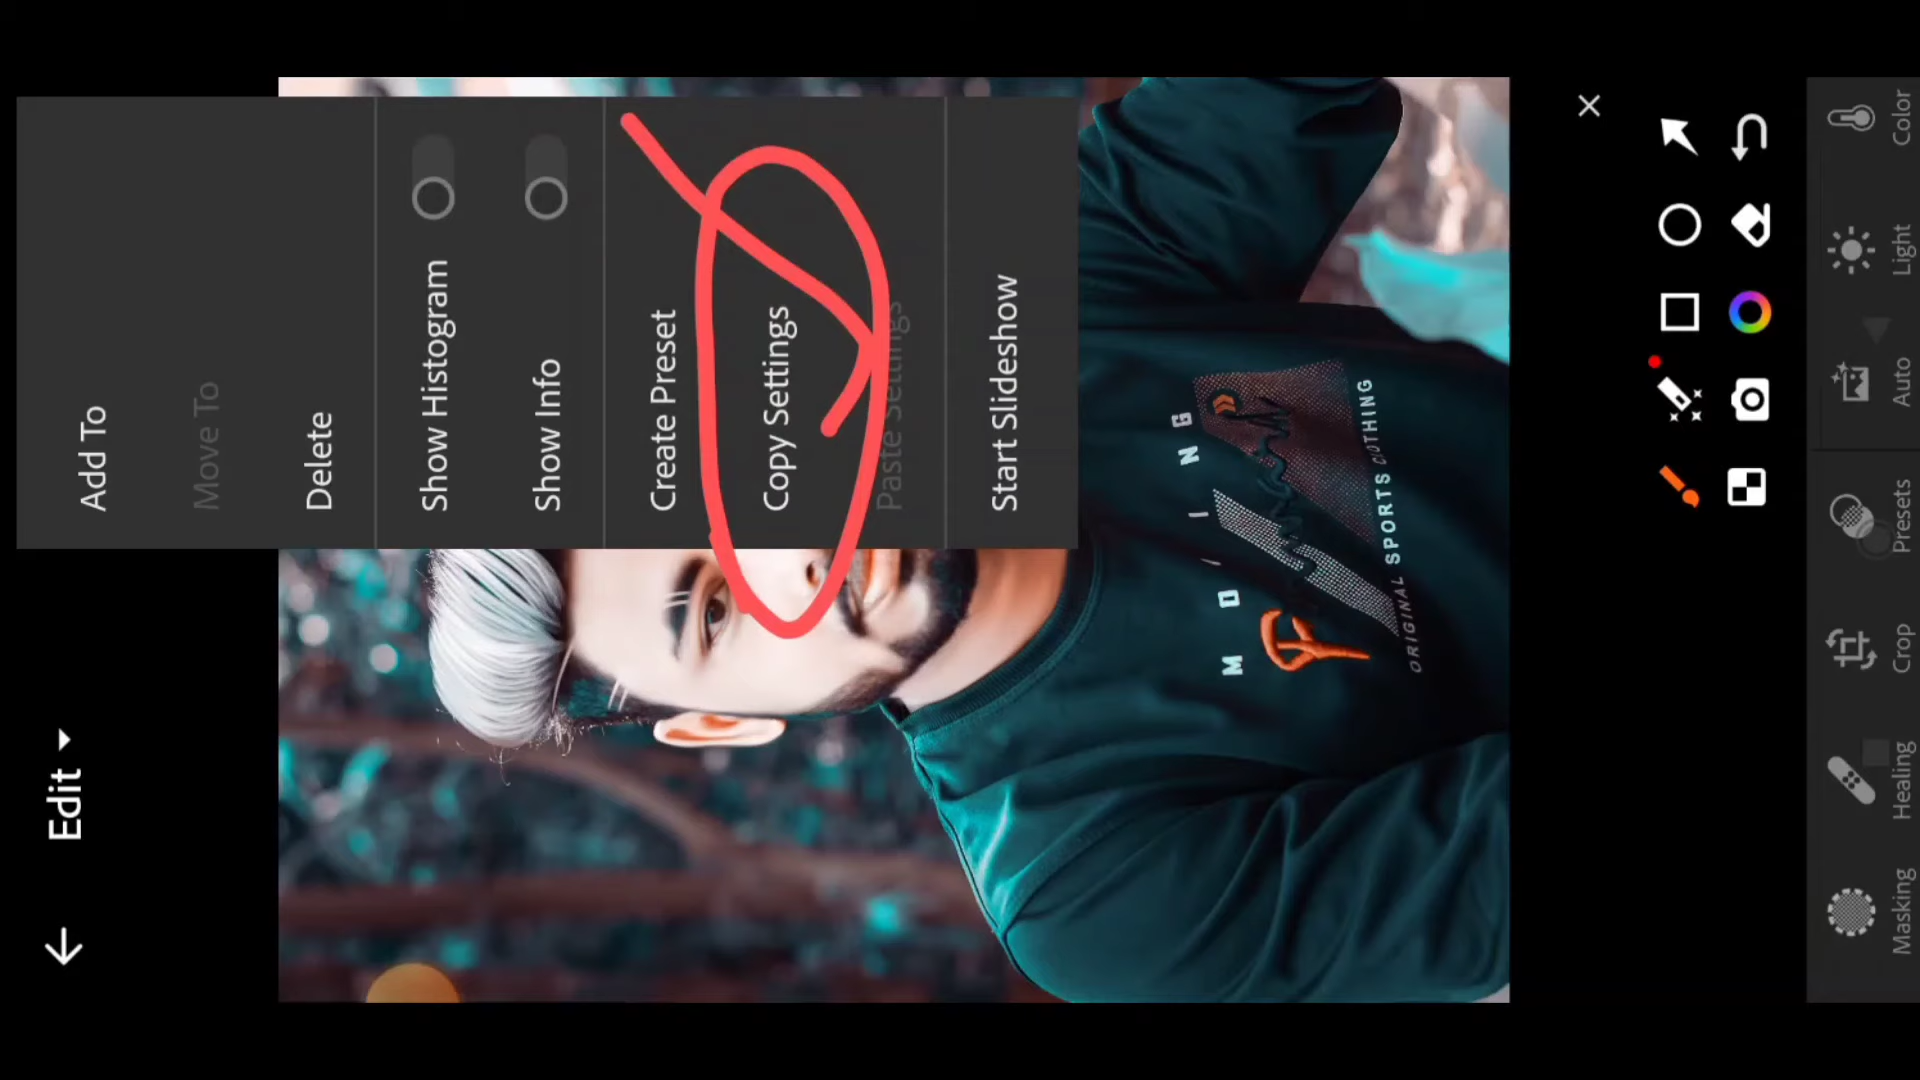 Edit
Add To
Move To
Delete
Show Histogram
Show Info
Create Preset
Copy Settings
Paste Settings
Start Slideshow
MDING
ORIGINAL SPORTS CLOTHING
Masking
Healing
Crop
Presets
Auto
Light
Color